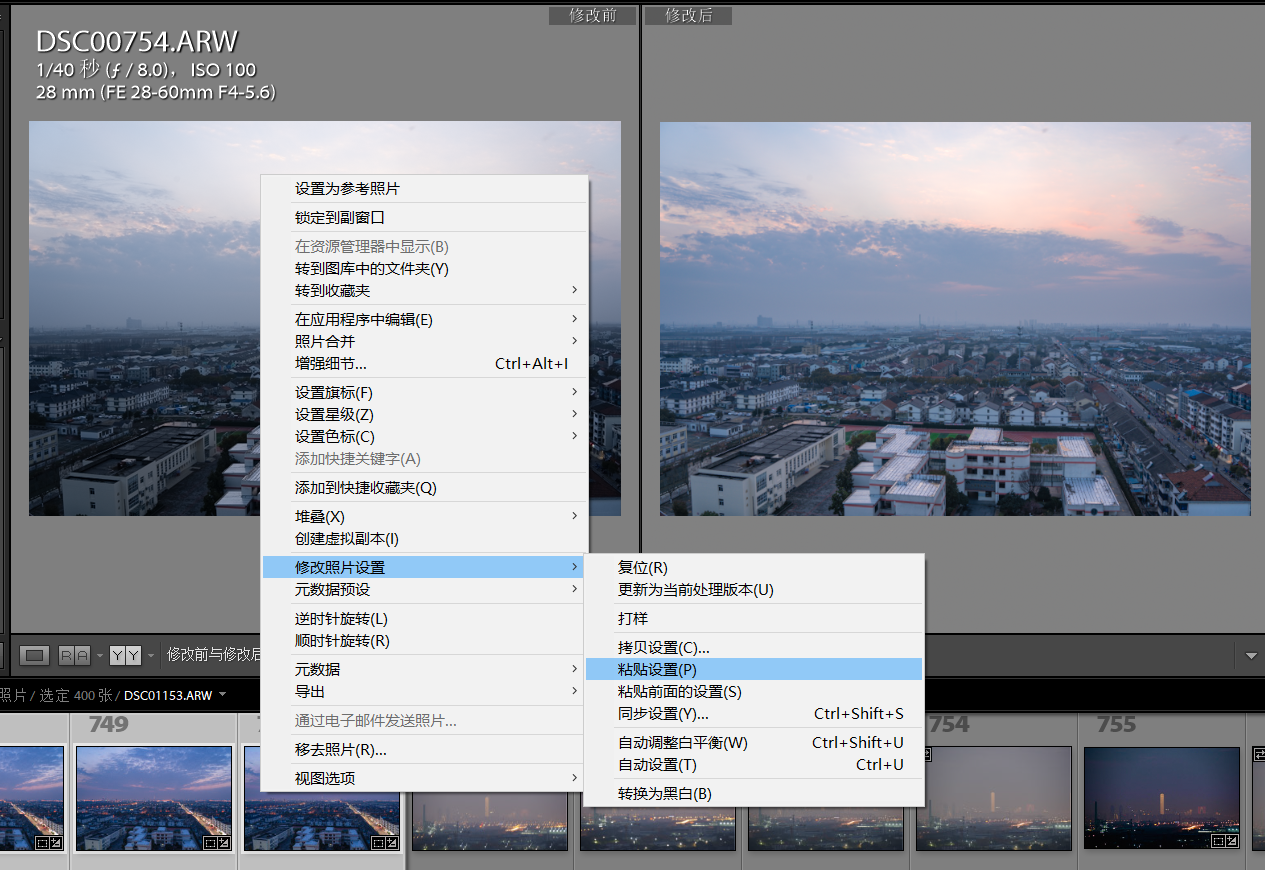 修改前
修改后
DSC00754.ARW
1/40 秒 (ƒ / 8.0)， ISO 100
28 mm (FE 28-60mm F4-5.6)
设置为参考照片
锁定到副窗口
在资源管理器中显示(B)
转到图库中的文件夹(Y)
转到收藏夹
在应用程序中编辑(E)
照片合并
增强细节... Ctrl+Alt+I
设置旗标(F)
设置星级(Z)
设置色标(C)
添加快捷关键字(A)
添加到快捷收藏夹(Q)
堆叠(X)
创建虚拟副本(I)
修改照片设置
元数据预设
逆时针旋转(L)
顺时针旋转(R)
元数据
导出
通过电子邮件发送照片...
移去照片(R)...
视图选项
复位(R)
更新为当前处理版本(U)
打样
拷贝设置(C)...
粘贴设置(P)
粘贴前面的设置(S)
同步设置(Y)... Ctrl+Shift+S
自动调整白平衡(W) Ctrl+Shift+U
自动设置(T) Ctrl+U
转换为黑白(B)
R A
Y Y
修改前与修改后
照片 / 选定 400 张 / DSC01153.ARW
749
754
755